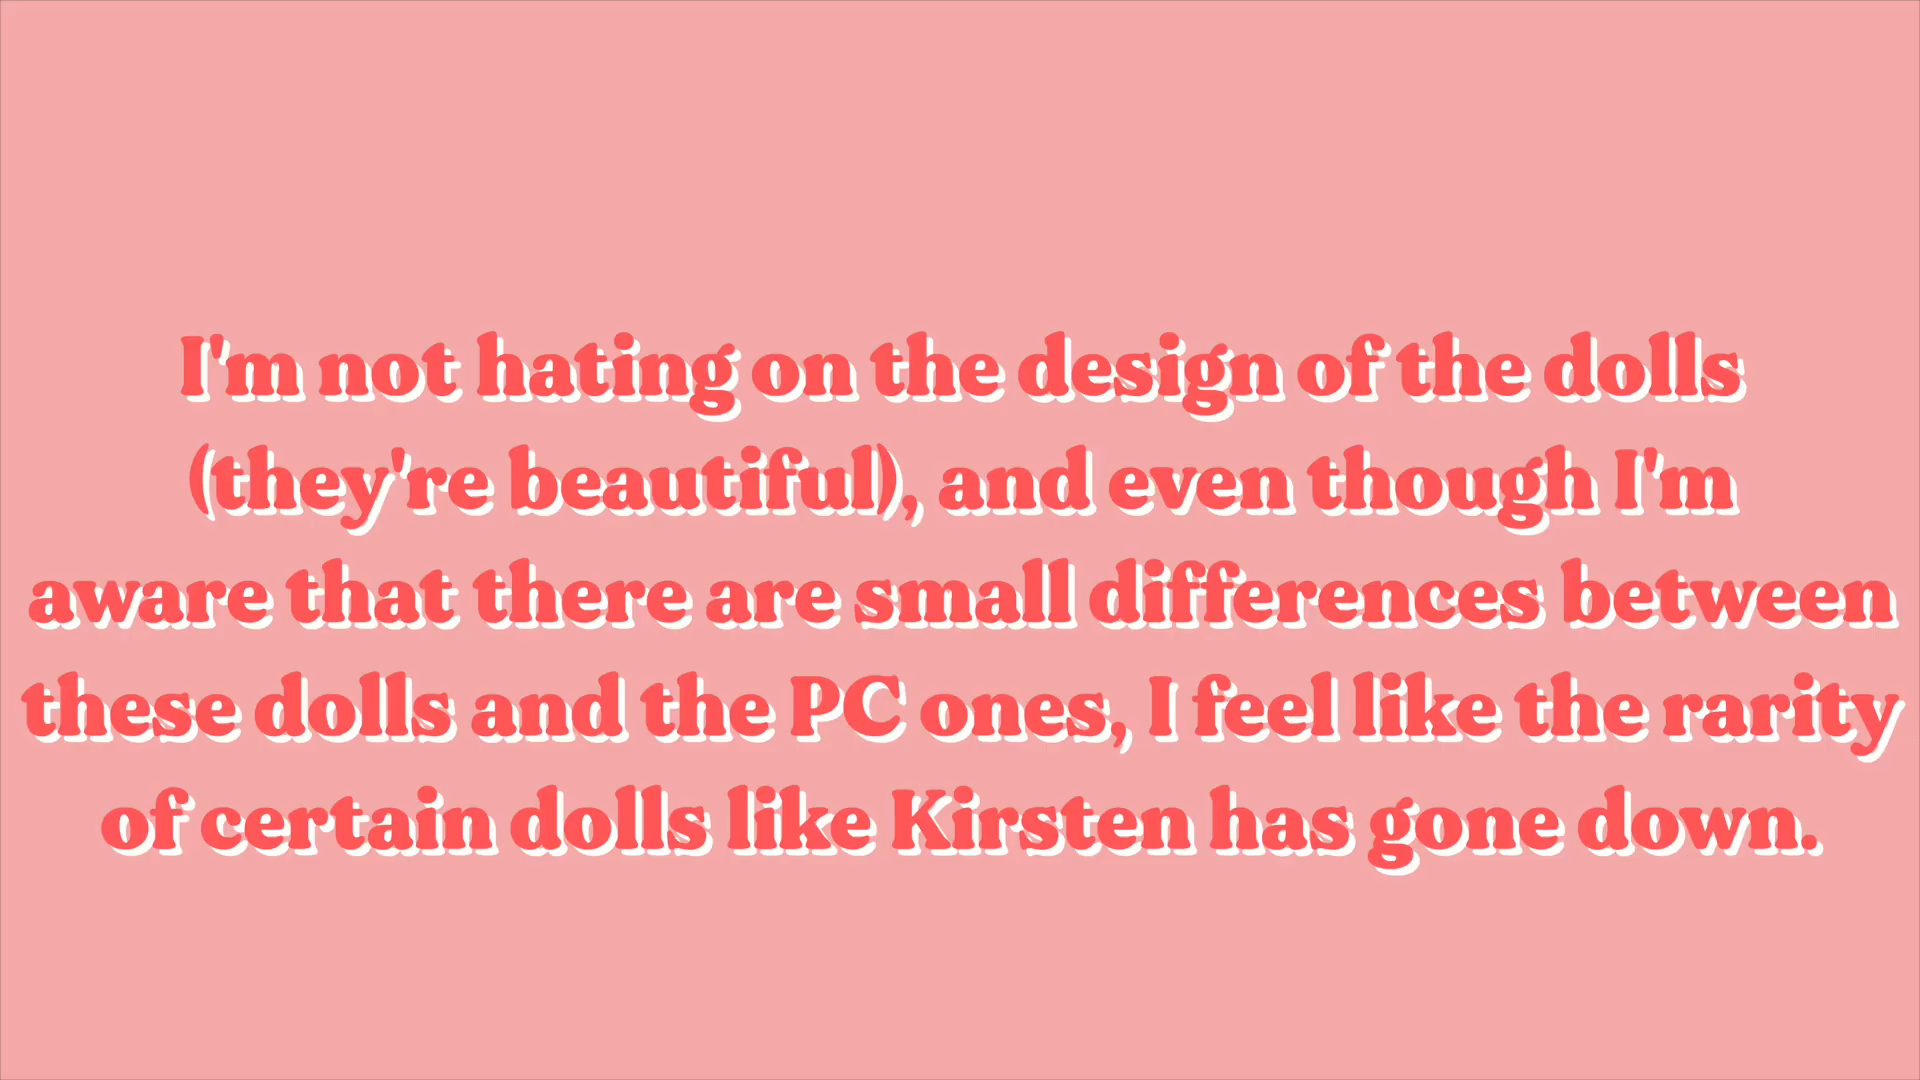 I'm not hating on the design of the dolls
(they're beautiful), and even though I'm
aware that there are small differences between
these dolls and the PC ones, I feel like the rarity
of certain dolls like Kirsten has gone down.